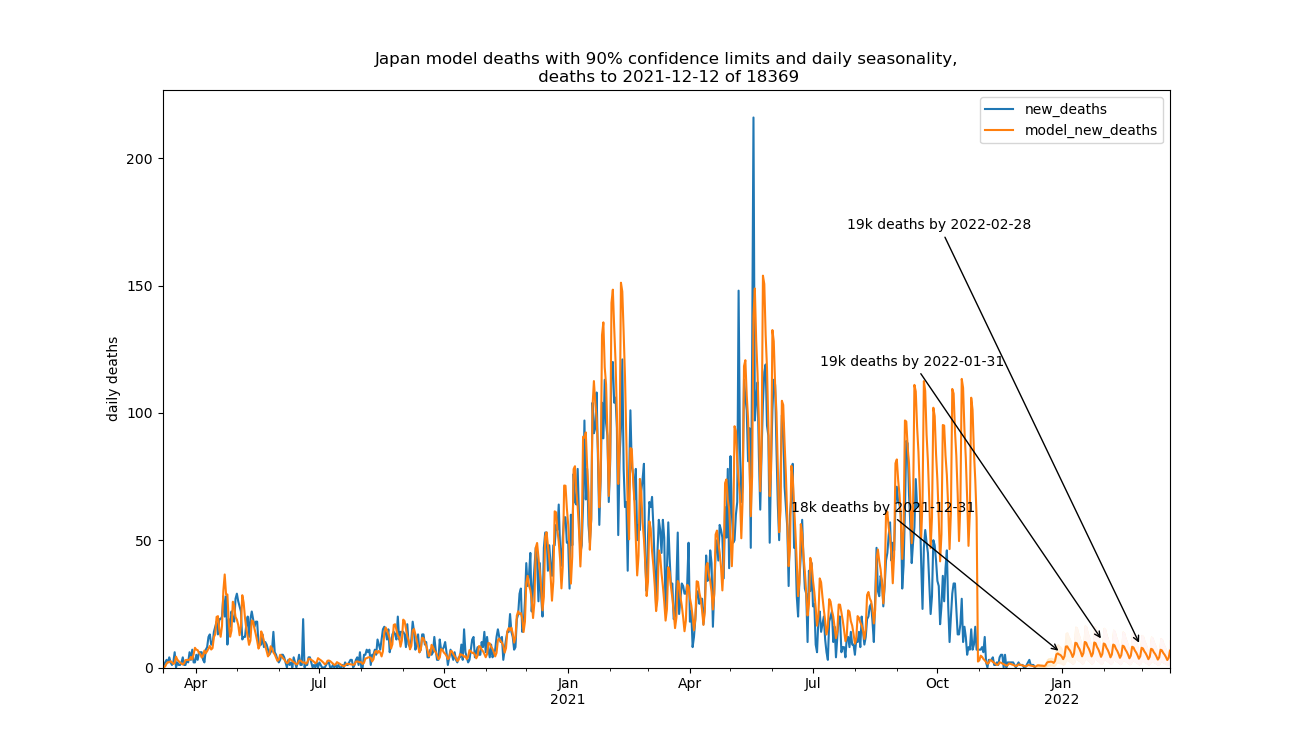 Japan model deaths with 90% confidence limits and daily seasonality,
deaths to 2021-12-12 of 18369
new_deaths
model_new_deaths
200
150
100
50
0
daily deaths
19k deaths by 2022-02-28
19k deaths by 2022-01-31
18k deaths by 2021-12-31
Apr Jul Oct Jan Apr Jul Oct Jan
2021 2022